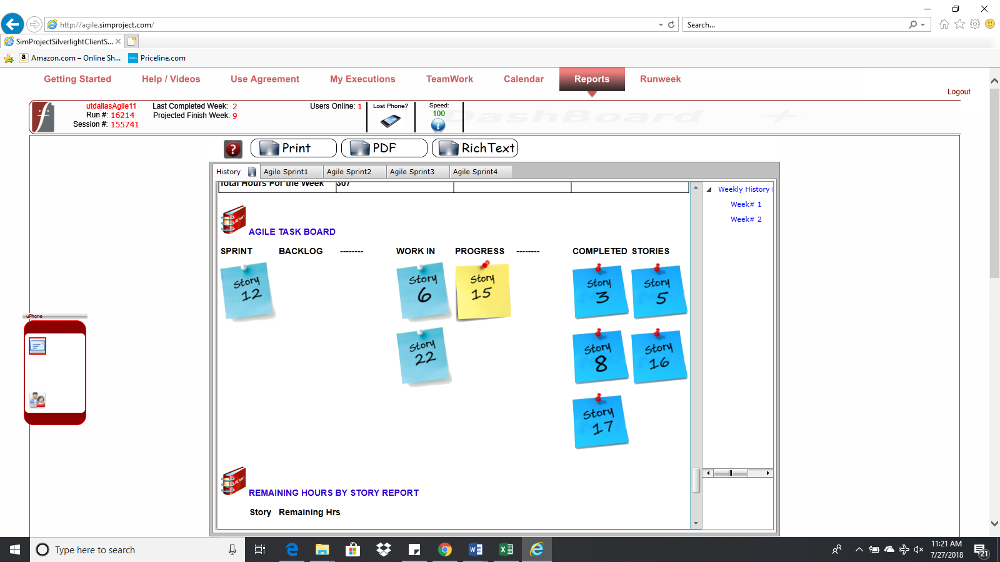 http://agile.simproject.com/
Search...
SimProjectSilverlightClientS...
Amazon.com – Online Sh...
Priceline.com
Getting Started
Help / Videos
Use Agreement
My Executions
TeamWork
Calendar
Reports
Runweek
Logout
utdallasAgile11
Run #: 16214
Session #: 155741
Last Completed Week: 2
Projected Finish Week: 9
Users Online: 1
Lost Phone?
Speed:
100
DashBoard
Print
PDF
RichText
History
Agile Sprint1
Agile Sprint2
Agile Sprint3
Agile Sprint4
Total Hours For the Week 307
Weekly History
Week# 1
Week# 2
REPORT
AGILE TASK BOARD
SPRINT BACKLOG -------- WORK IN PROGRESS -------- COMPLETED STORIES
Story
12
Story
6
Story
15
Story
3
Story
5
Story
22
Story
8
Story
16
Story
17
uPhone
REPORT
REMAINING HOURS BY STORY REPORT
Story Remaining Hrs
Type here to search
11:21 AM
7/27/2018
21